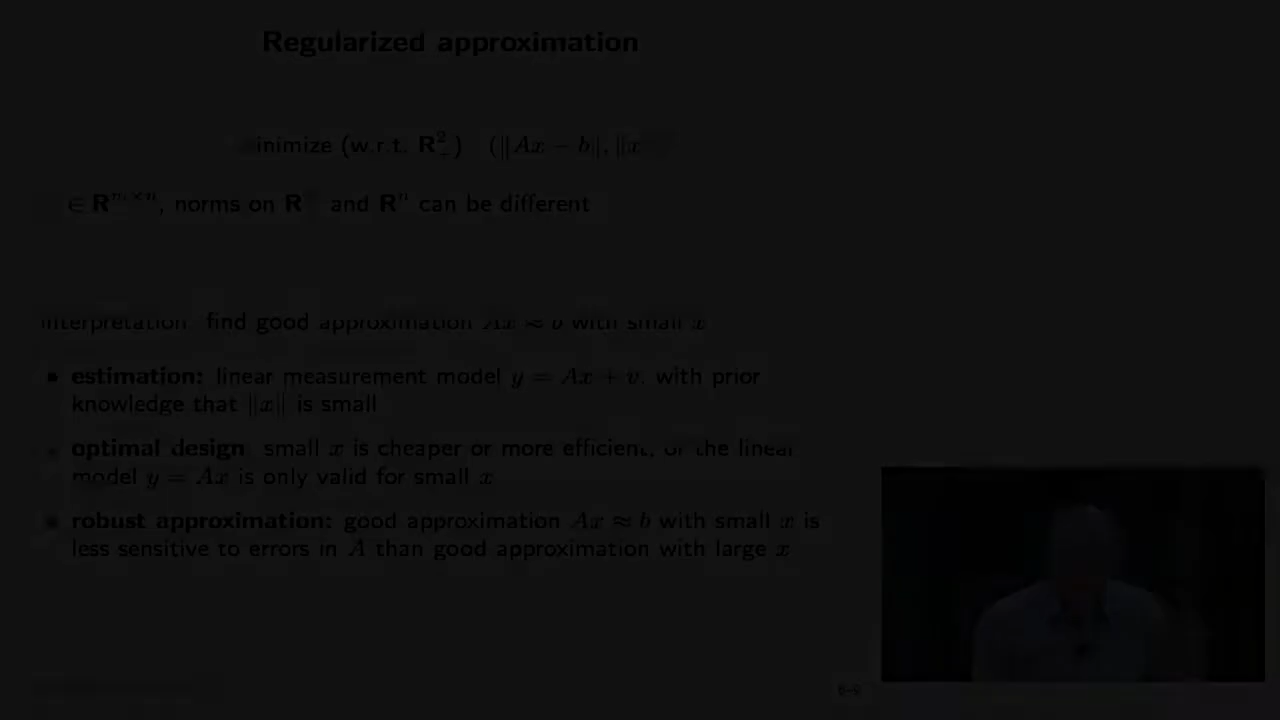 Regularized approximation
minimize (w.r.t. R²₊) (‖Ax − b‖, ‖x‖)
∈ R^{m×n}, norms on R and Rⁿ can be different
interpretation: find good approximation Ax ≈ b with small x
• estimation: linear measurement model y = Ax + v, with prior
knowledge that ‖x‖ is small
• optimal design: small x is cheaper or more efficient, or the linear
model y = Ax is only valid for small x
• robust approximation: good approximation Ax ≈ b with small x is
less sensitive to errors in A than good approximation with large x
6–9